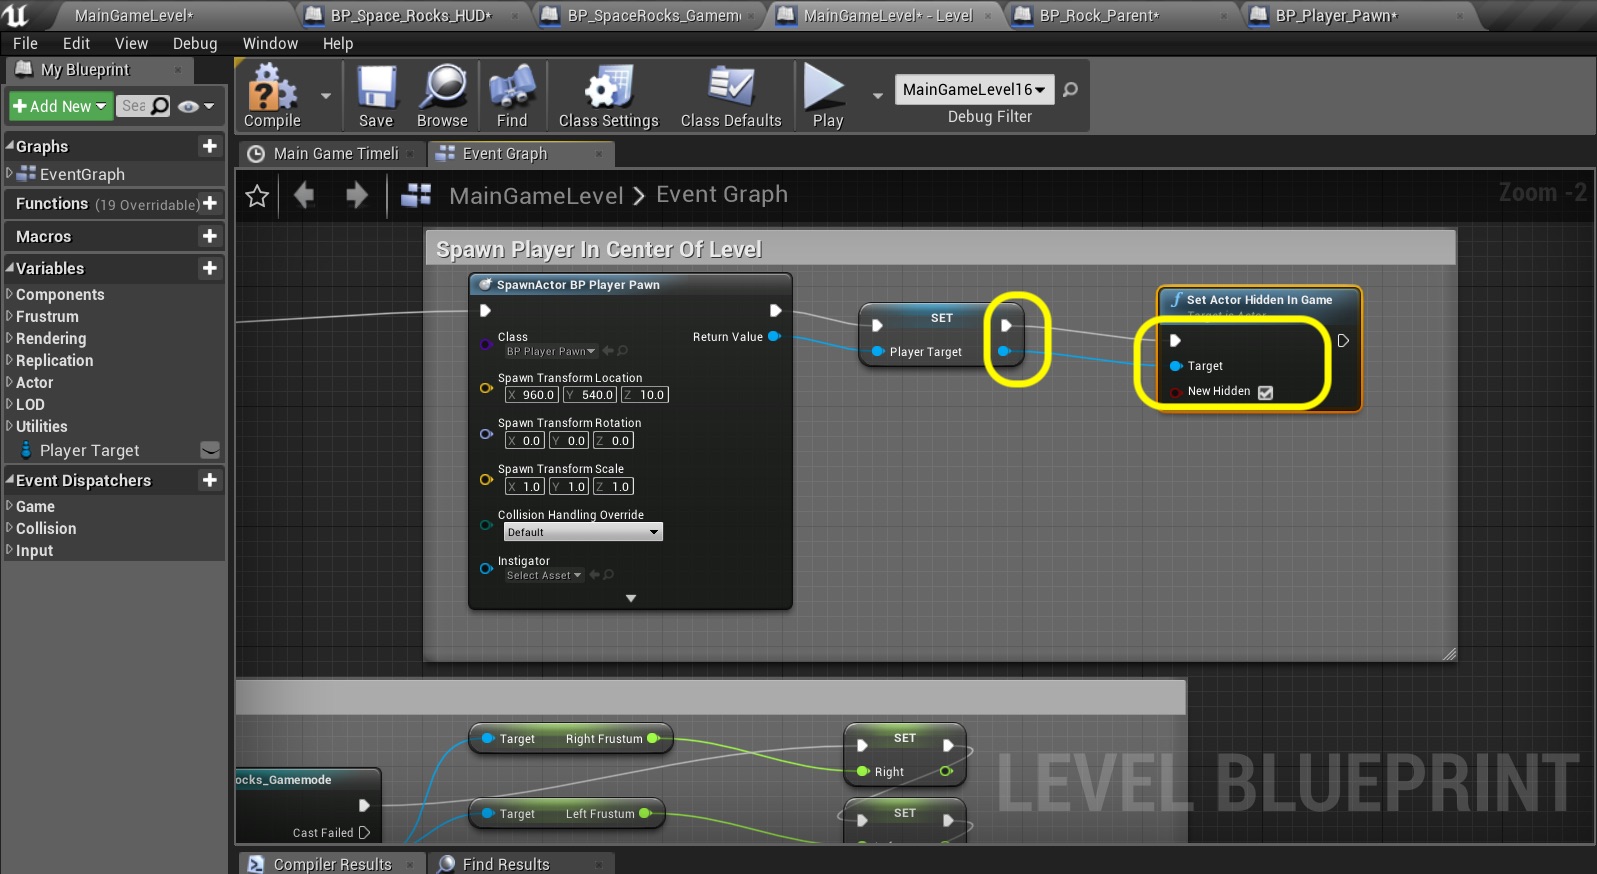 MainGameLevel*
BP_Space_Rocks_HUD*
BP_SpaceRocks_Gamem
MainGameLevel* - Level
BP_Rock_Parent*
BP_Player_Pawn*
File Edit View Debug Window Help
My Blueprint
Add New
Sea
Compile
Save
Browse
Find
Class Settings
Class Defaults
Play
MainGameLevel16
Debug Filter
Graphs
EventGraph
Functions (19 Overridable)
Macros
Variables
Components
Frustrum
Rendering
Replication
Actor
LOD
Utilities
Player Target
Event Dispatchers
Game
Collision
Input
Main Game Timeli
Event Graph
MainGameLevel > Event Graph
Zoom -2
Spawn Player In Center Of Level
SpawnActor BP Player Pawn
Class
BP Player Pawn
Return Value
Spawn Transform Location
X 960.0 Y 540.0 Z 10.0
Spawn Transform Rotation
X 0.0 Y 0.0 Z 0.0
Spawn Transform Scale
X 1.0 Y 1.0 Z 1.0
Collision Handling Override
Default
Instigator
Select Asset
SET
Player Target
f Set Actor Hidden In Game
Target is Actor
Target
New Hidden
ocks_Gamemode
Cast Failed
Target Right Frustum
Target Left Frustum
SET
Right
SET
LEVEL BLUEPRINT
Compiler Results
Find Results